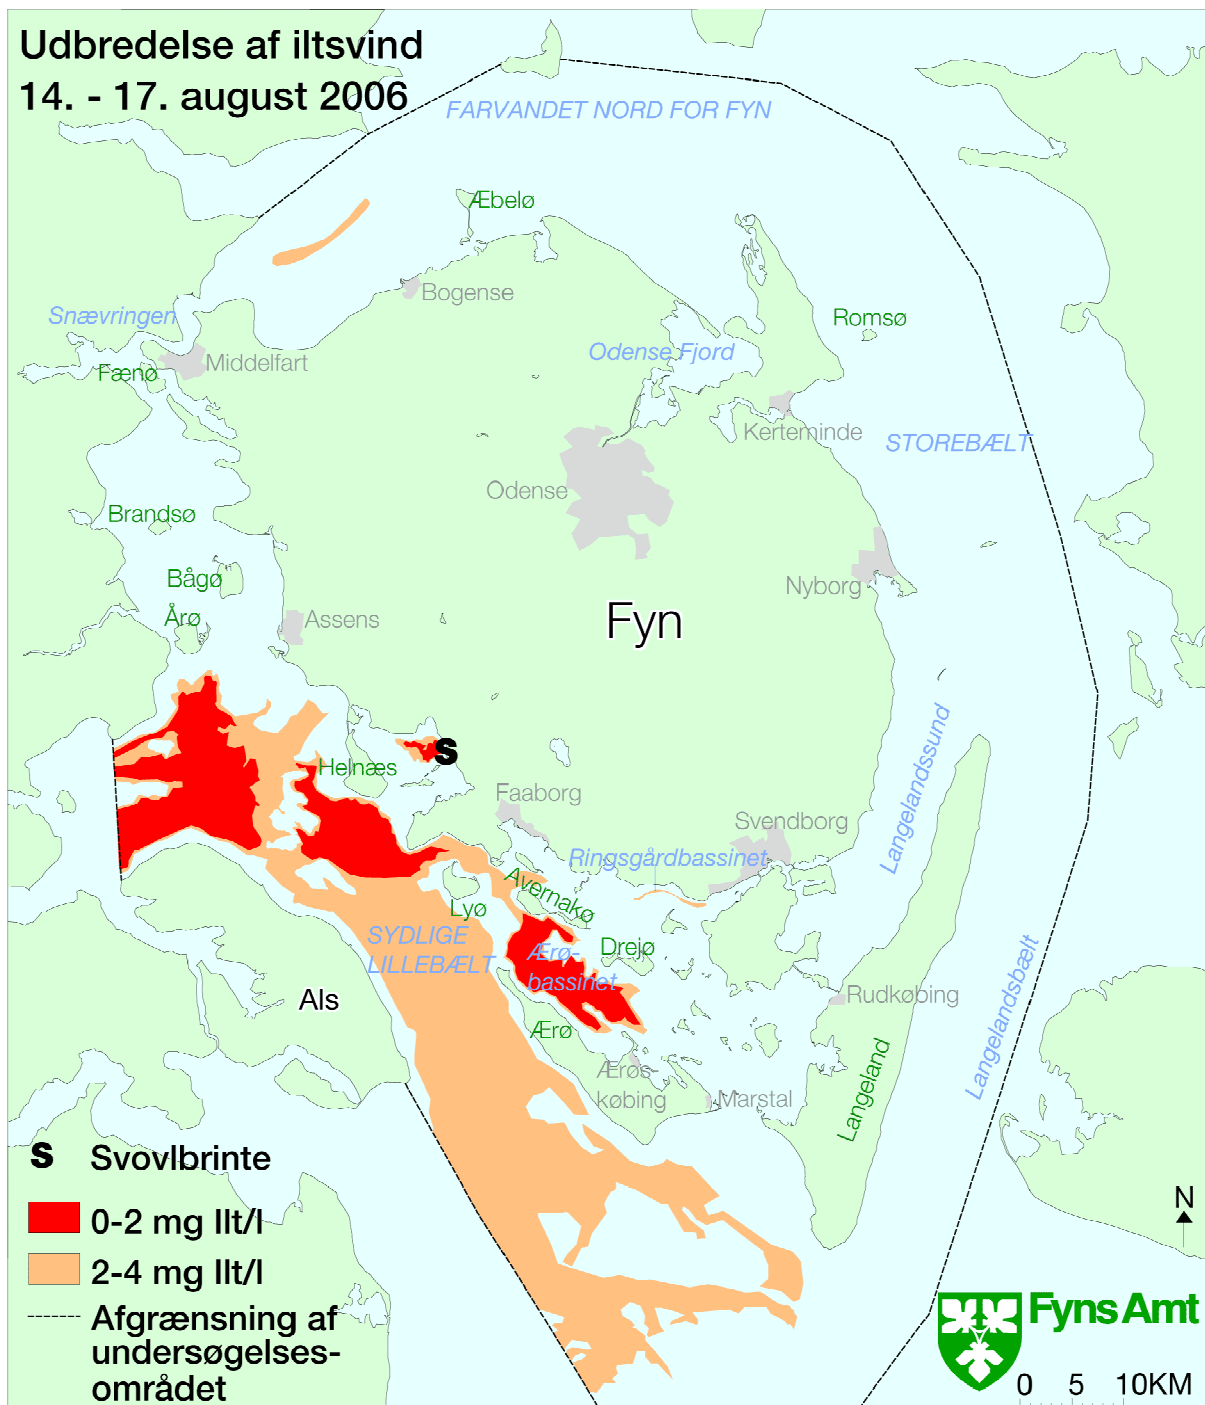 Udbredelse af iltsvind
14. - 17. august 2006
FARVANDET NORD FOR FYN
Æbelø
Bogense
Snævringen
Romsø
Odense Fjord
Middelfart
Fænø
Kerteminde
STOREBÆLT
Odense
Brandsø
Bågø
Nyborg
Årø
Assens
Fyn
Langelandssund
S
Helnæs
Faaborg
Svendborg
Ringsgårdbassinet
Avernakø
Lyø
SYDLIGE
LILLEBÆLT
Drejø
Ærø-
bassinet
Als
Rudkøbing
Langelandsbælt
Ærø
Ærøs-
købing
Marstal
Langeland
S Svovlbrinte
0-2 mg Ilt/l
2-4 mg Ilt/l
Afgrænsning af
undersøgelses-
området
N
Fyns Amt
0 5 10KM